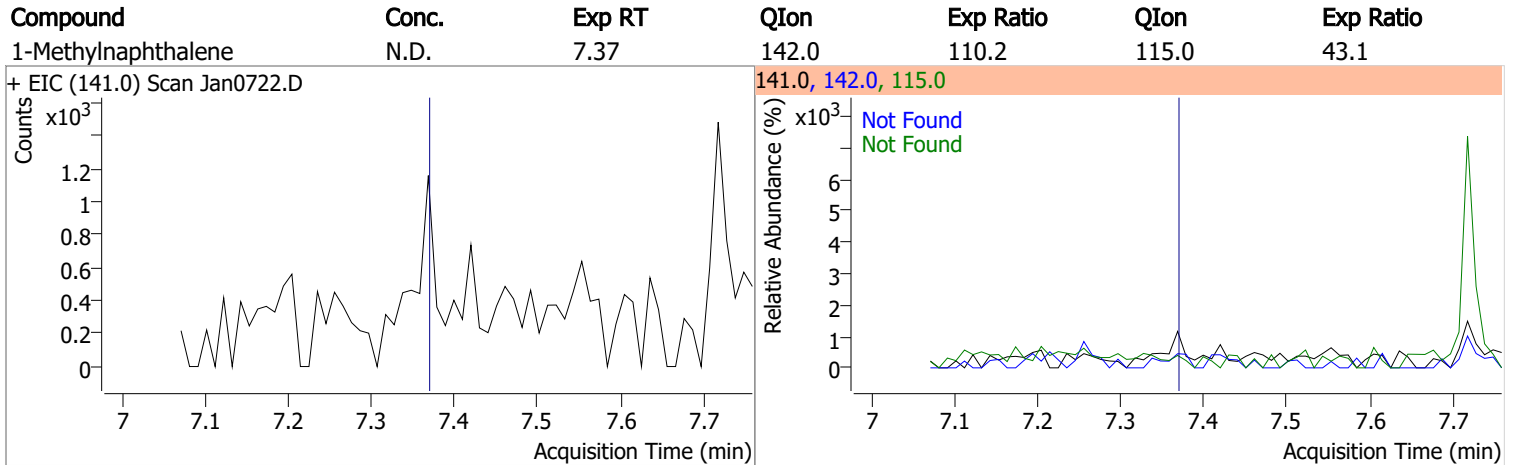 Compound Conc. Exp RT QIon Exp Ratio QIon Exp Ratio
1-Methylnaphthalene N.D. 7.37 142.0 110.2 115.0 43.1
+ EIC (141.0) Scan Jan0722.D
Counts
x10³
1.2
1
0.8
0.6
0.4
0.2
0
7 7.1 7.2 7.3 7.4 7.5 7.6 7.7
Acquisition Time (min)
141.0, 142.0, 115.0
Relative Abundance (%)
x10³
Not Found
Not Found
6
5
4
3
2
1
0
7 7.1 7.2 7.3 7.4 7.5 7.6 7.7
Acquisition Time (min)